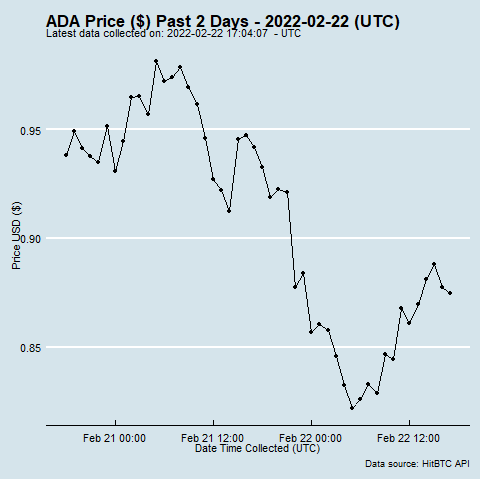 ADA Price ($) Past 2 Days - 2022-02-22 (UTC)
Latest data collected on: 2022-02-22 17:04:07 - UTC
0.95
0.90
0.85
Price USD ($)
Feb 21 00:00 Feb 21 12:00 Feb 22 00:00 Feb 22 12:00
Date Time Collected (UTC)
Data source: HitBTC API